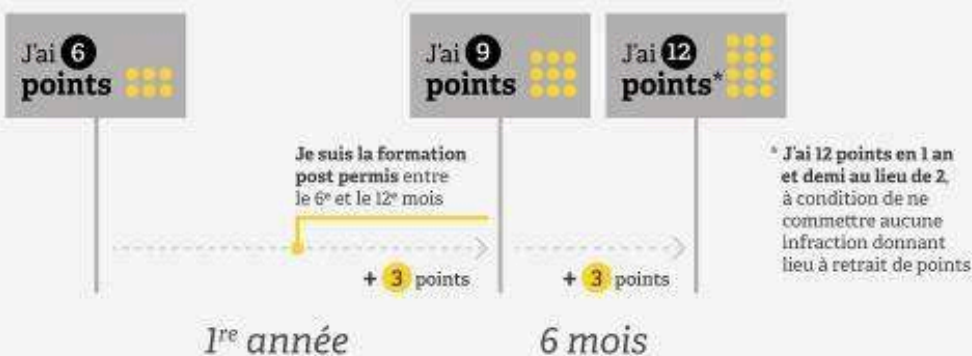 J'ai 6
points
J'ai 9
points
J'ai 12
points*
Je suis la formation
post permis entre
le 6e et le 12e mois
* J'ai 12 points en 1 an
et demi au lieu de 2,
à condition de ne
commettre aucune
infraction donnant
lieu à retrait de points
+ 3 points
+ 3 points
1re année
6 mois